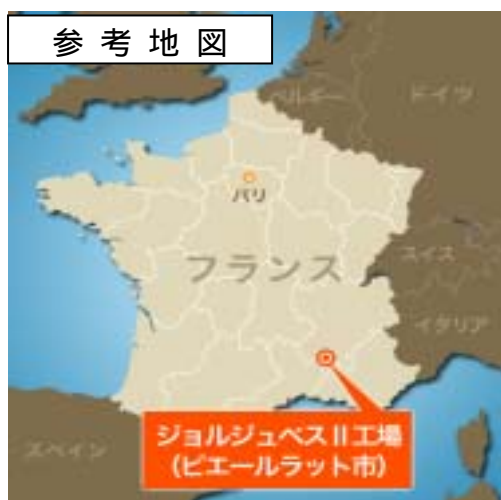 参考地図
ベルギー
ドイツ
パリ
フランス
スイス
イタリア
スペイン
ジョルジュベスⅡ工場
（ピエールラット市）